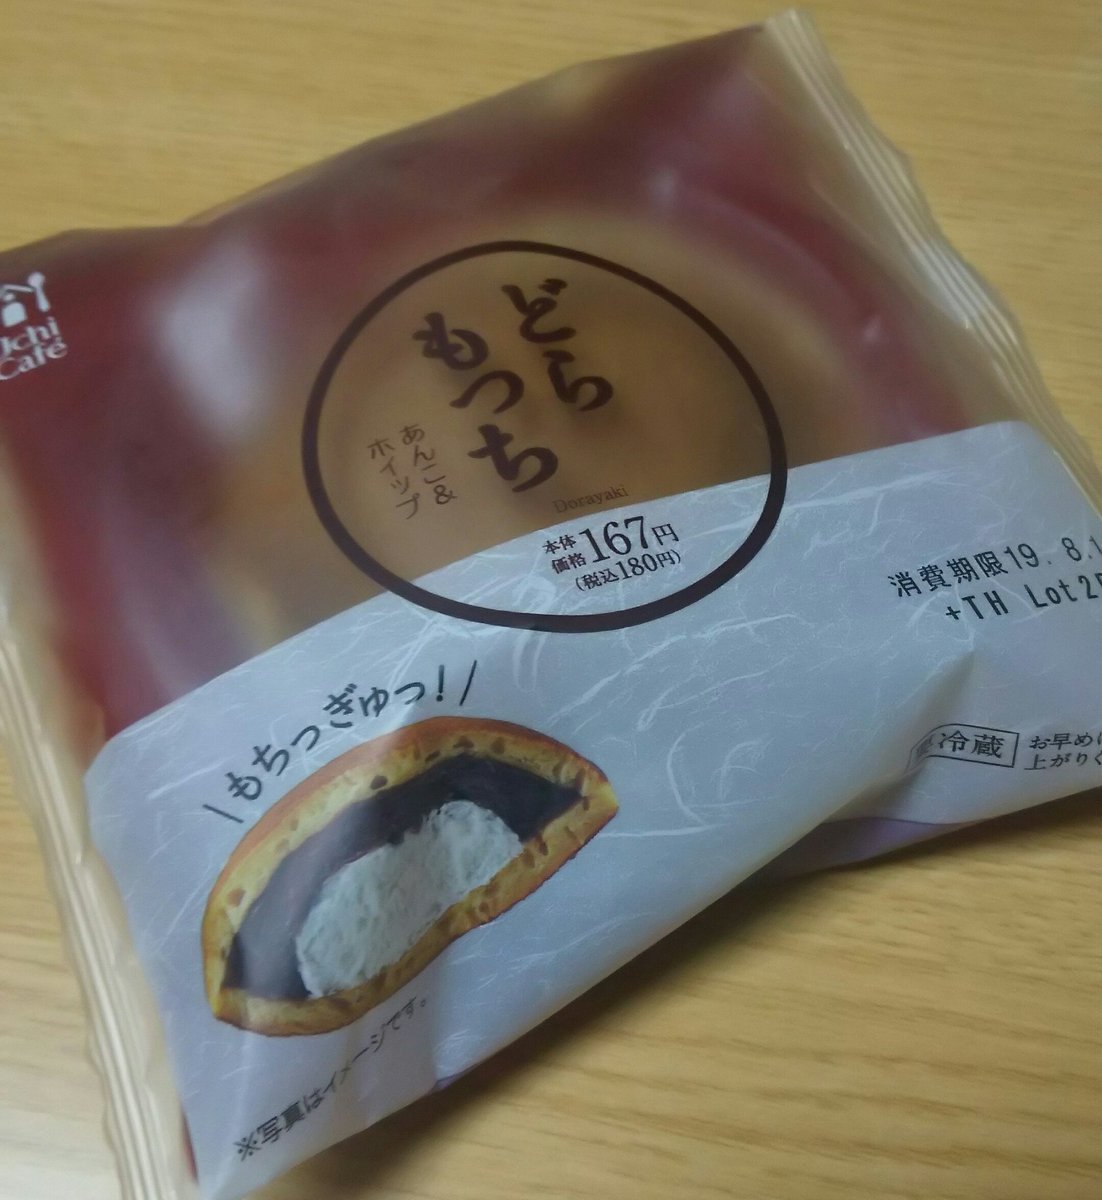 Uchi
Café
どら
もっち
あんこ&
ホイップ
Dorayaki
本体
価格 167円
(税込180円)
消費期限19. 8.1
+TH Lot2
\もちっぎゅっ!/
要冷蔵
お早め
上がり
※写真はイメージです。